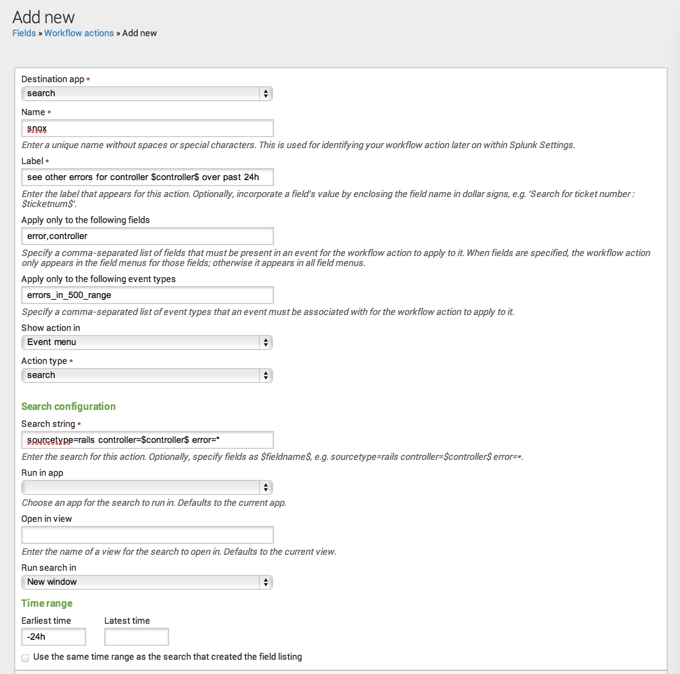 Add new
Fields » Workflow actions » Add new
Destination app *
search
Name *
snox
Enter a unique name without spaces or special characters. This is used for identifying your workflow action later on within Splunk Settings.
Label *
see other errors for controller $controller$ over past 24h
Enter the label that appears for this action. Optionally, incorporate a field's value by enclosing the field name in dollar signs, e.g. 'Search for ticket number :
$ticketnum$'.
Apply only to the following fields
error,controller
Specify a comma-separated list of fields that must be present in an event for the workflow action to apply to it. When fields are specified, the workflow action
only appears in the field menus for those fields; otherwise it appears in all field menus.
Apply only to the following event types
errors_in_500_range
Specify a comma-separated list of event types that an event must be associated with for the workflow action to apply to it.
Show action in
Event menu
Action type *
search
Search configuration
Search string *
sourcetype=rails controller=$controller$ error=*
Enter the search for this action. Optionally, specify fields as $fieldname$, e.g. sourcetype=rails controller=$controller$ error=*.
Run in app
Choose an app for the search to run in. Defaults to the current app.
Open in view
Enter the name of a view for the search to open in. Defaults to the current view.
Run search in
New window
Time range
Earliest time Latest time
-24h
Use the same time range as the search that created the field listing